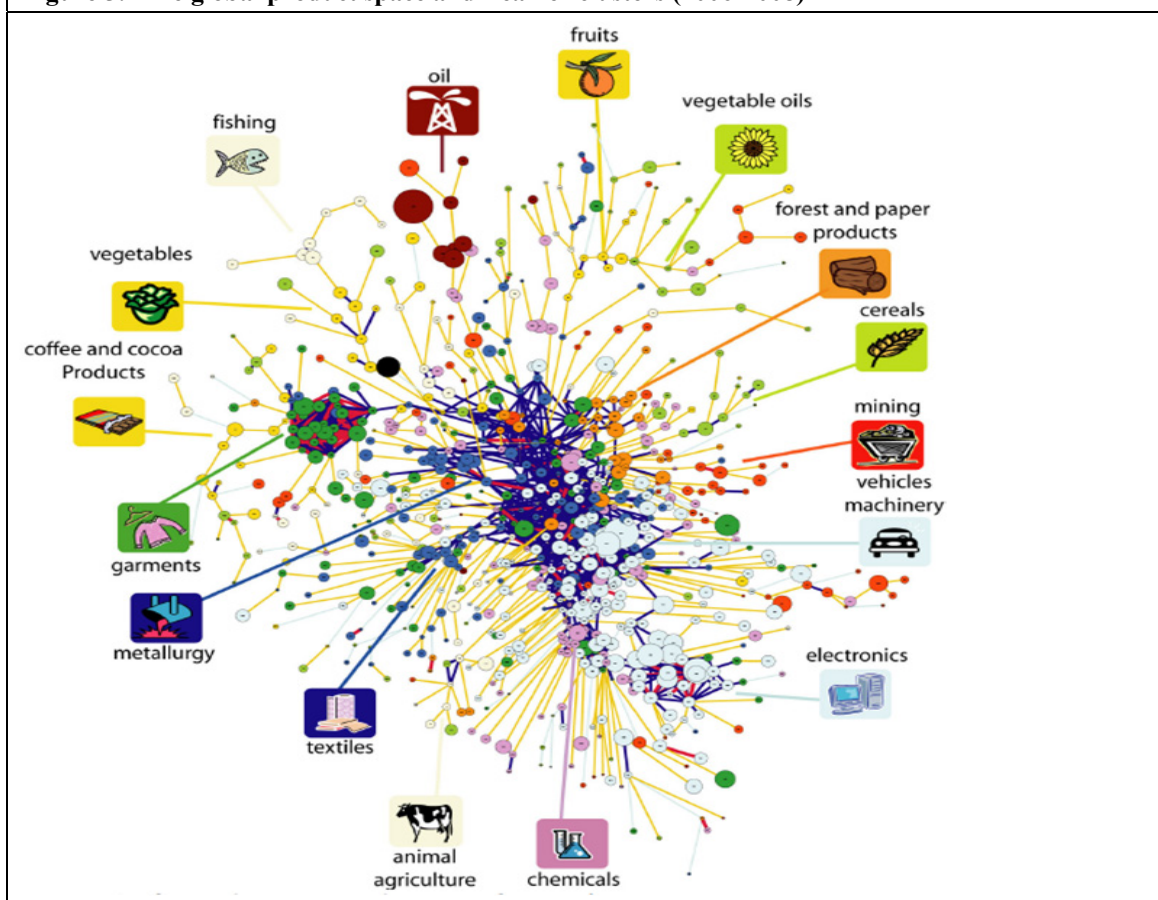 fruits
oil
vegetable oils
fishing
forest and paper
products
vegetables
cereals
coffee and cocoa
Products
mining
vehicles
machinery
garments
metallurgy
electronics
textiles
animal
agriculture
chemicals